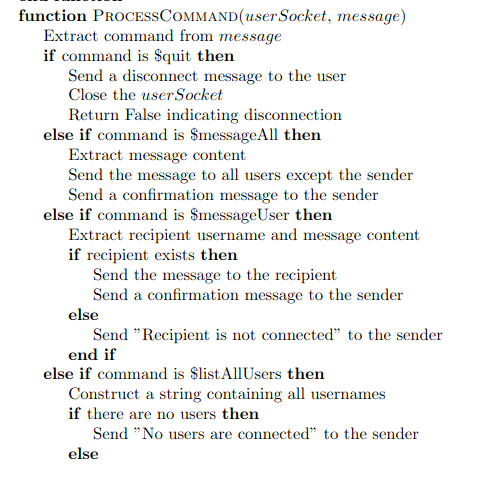 function PROCESSCOMMAND(userSocket, message)
Extract command from message
if command is $quit then
Send a disconnect message to the user
Close the userSocket
Return False indicating disconnection
else if command is $messageAll then
Extract message content
Send the message to all users except the sender
Send a confirmation message to the sender
else if command is $messageUser then
Extract recipient username and message content
if recipient exists then
Send the message to the recipient
Send a confirmation message to the sender
else
Send ”Recipient is not connected” to the sender
end if
else if command is $listAllUsers then
Construct a string containing all usernames
if there are no users then
Send ”No users are connected” to the sender
else